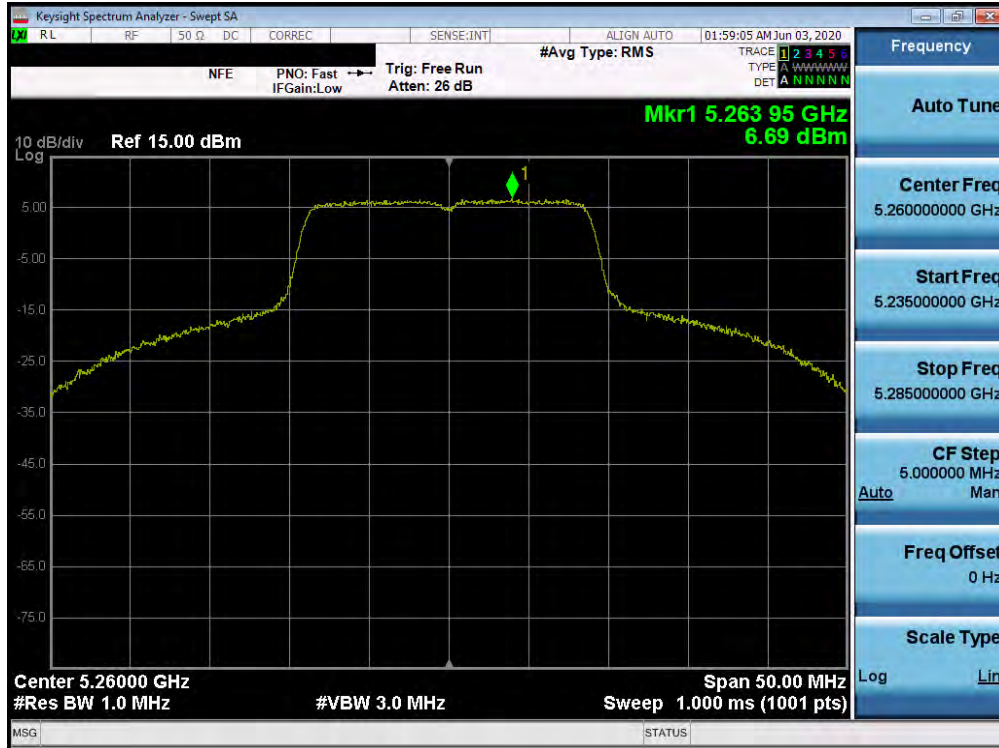 Keysight Spectrum Analyzer - Swept SA
LXI RL RF 50 Ω DC CORREC SENSE:INT ALIGN AUTO 01:59:05 AM Jun 03, 2020
NFE PNO: Fast Trig: Free Run #Avg Type: RMS TRACE 1 2 3 4 5 6
IFGain:Low Atten: 26 dB TYPE A WWWWW
DET A N N N N N
Mkr1 5.263 95 GHz
6.69 dBm
10 dB/div Ref 15.00 dBm
Log
1
5.00
-5.00
-15.0
-25.0
-35.0
-45.0
-55.0
-65.0
-75.0
Center 5.26000 GHz Span 50.00 MHz
#Res BW 1.0 MHz #VBW 3.0 MHz Sweep 1.000 ms (1001 pts)
MSG STATUS
Frequency
Auto Tune
Center Freq
5.260000000 GHz
Start Freq
5.235000000 GHz
Stop Freq
5.285000000 GHz
CF Step
5.000000 MHz
Auto Man
Freq Offset
0 Hz
Scale Type
Log Lin